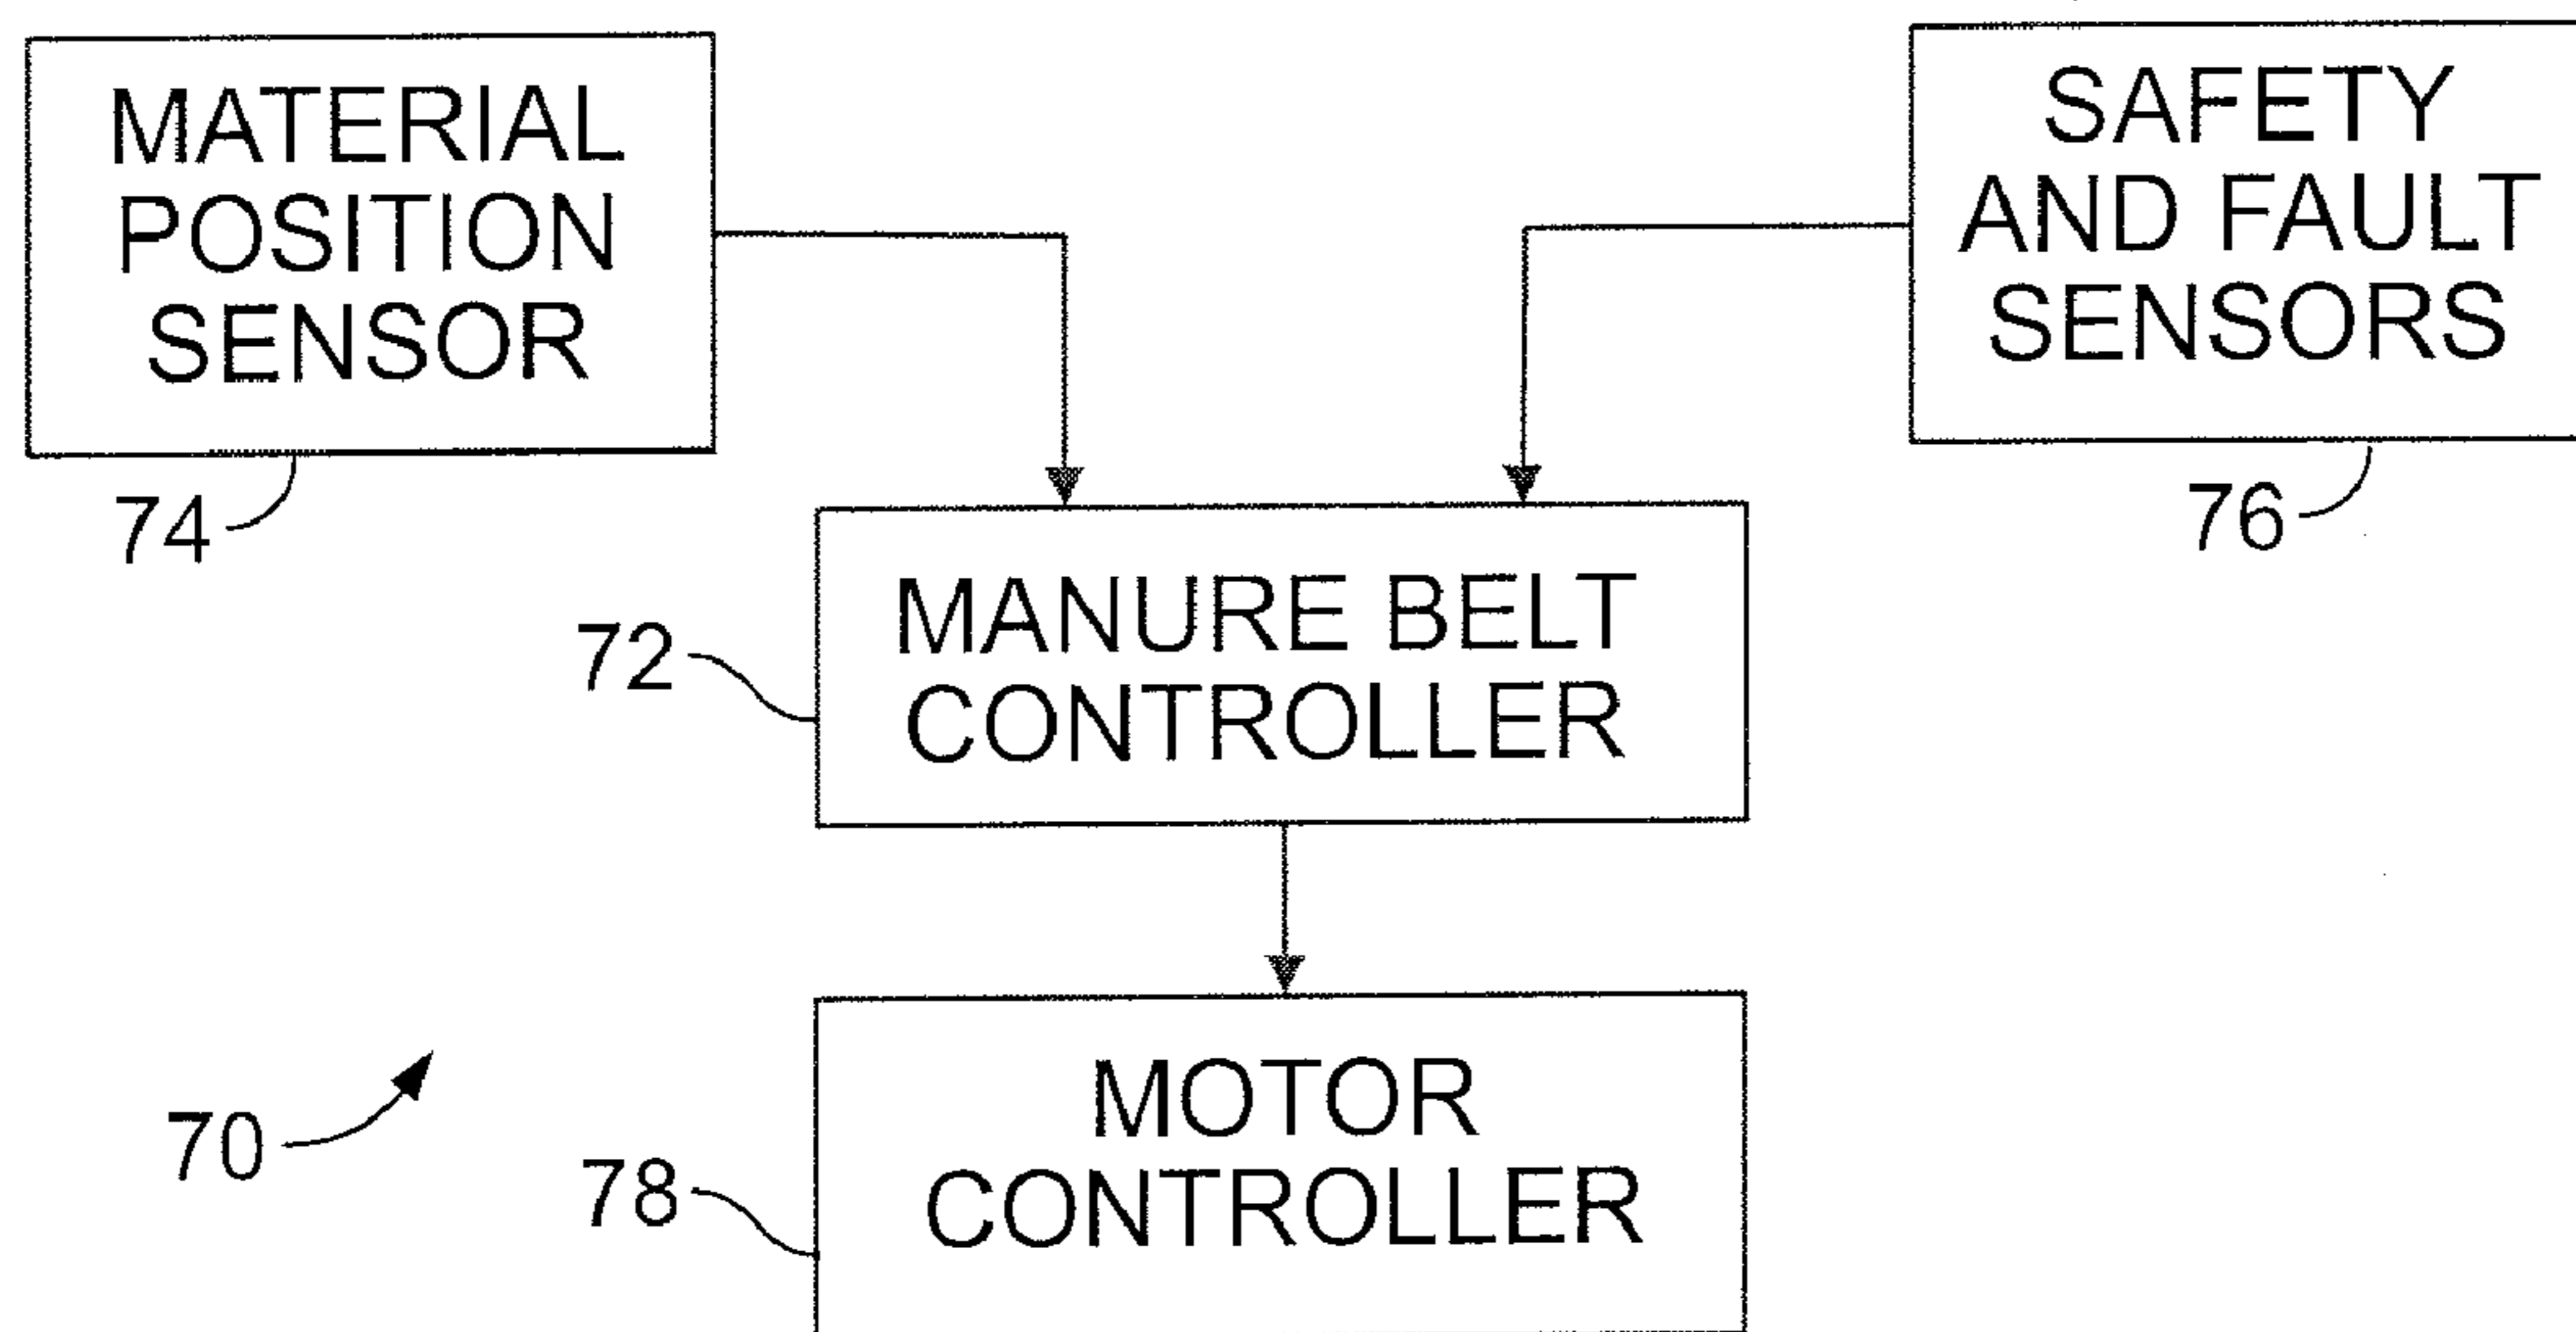 MATERIAL
POSITION
SENSOR
74
SAFETY
AND FAULT
SENSORS
76
MANURE BELT
CONTROLLER
72
MOTOR
CONTROLLER
78
70